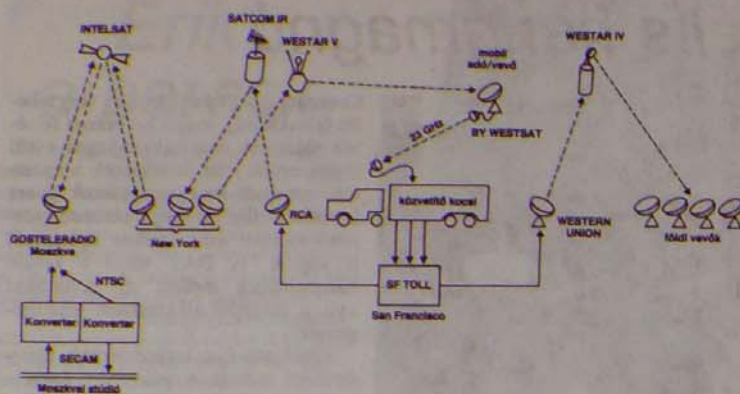 INTELSAT
SATCOM IR
WESTAR V
mobil
adó/vevő
WESTAR IV
23 GHz
BY WESTSAT
RCA
közvetítő kocsi
GOSTELERADIO
Moszkva
New York
WESTERN
UNION
földi vevők
NTSC
SF TOLL
San Francisco
Konverter
Konverter
SECAM
Moszkvai stúdió